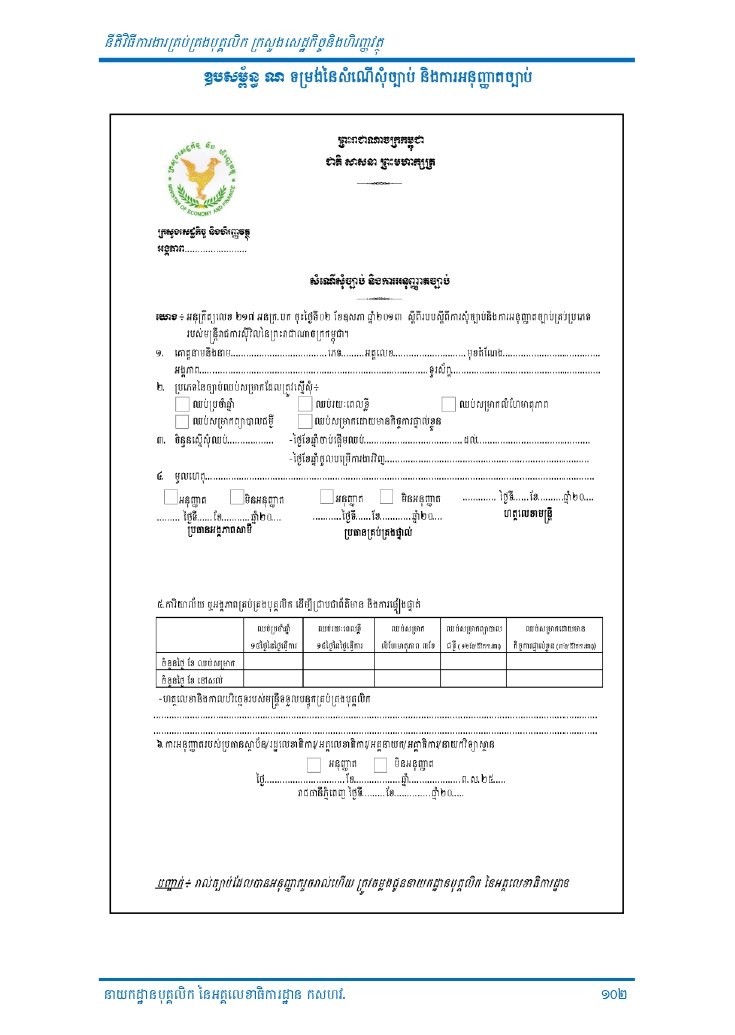 នីតិវិធីការងារគ្រប់គ្រងបុគ្គលិក ក្រសួងសេដ្ឋកិច្ចនិងហិរញ្ញវត្ថុ
ឧបសម្ព័ន្ធ ណ ទម្រង់នៃសំណើសុំច្បាប់ និងការអនុញ្ញាតច្បាប់
ព្រះរាជាណាចក្រកម្ពុជា
ជាតិ សាសនា ព្រះមហាក្សត្រ
ក្រសួងសេដ្ឋកិច្ច និង ហិរញ្ញវត្ថុ
MINISTRY OF ECONOMY AND FINANCE
ក្រសួងសេដ្ឋកិច្ច និងហិរញ្ញវត្ថុ
អង្គភាព.......................
សំណើសុំច្បាប់ និងការអនុញ្ញាតច្បាប់
យោង ៖ អនុក្រឹត្យលេខ ២១៧ អនក្រ.បក ចុះថ្ងៃទី០២ ខែឧសភា ឆ្នាំ២០១៣ ស្តីពីរបបស្តីពីការសុំច្បាប់និងការអនុញ្ញាតច្បាប់គ្រប់ប្រភេទ
របស់មន្ត្រីរាជការស៊ីវិលនៃព្រះរាជាណាចក្រកម្ពុជា។
១. គោត្តនាមនិងនាម...................................ភេទ.........អត្តលេខ......................មុខតំណែង...............................
អង្គភាព.................................................................................ទូរស័ព្ទ.....................................................
២. ប្រភេទនៃច្បាប់ឈប់សម្រាកដែលត្រូវស្នើសុំ៖
ឈប់ប្រចាំឆ្នាំ ឈប់រយៈពេលខ្លី ឈប់សម្រាកលំហែមាតុភាព
ឈប់សម្រាកព្យាបាលជម្ងឺ ឈប់សម្រាកដោយមានកិច្ចការផ្ទាល់ខ្លួន
៣. ចំនួនស្នើសុំឈប់................. -ថ្ងៃខែឆ្នាំចាប់ផ្តើមឈប់....................................ដល់.........................................
-ថ្ងៃខែឆ្នាំចូលបម្រើការងារវិញ..........................................................................
៤. មូលហេតុ...............................................................................................................................................
អនុញ្ញាត មិនអនុញ្ញាត អនុញ្ញាត មិនអនុញ្ញាត ............ ថ្ងៃទី......ខែ.........ឆ្នាំ២០....
......... ថ្ងៃទី......ខែ..........ឆ្នាំ២០.... ...........ថ្ងៃទី......ខែ...........ឆ្នាំ២០.... ហត្ថលេខាមន្ត្រី
ប្រធានអង្គភាពសាមី ប្រធានគ្រប់គ្រងផ្ទាល់
៥.ការិយាល័យ ឬអង្គភាពគ្រប់គ្រងបុគ្គលិក ដើម្បីជ្រាបជាព័ត៌មាន និងការផ្ទៀងផ្ទាត់
ឈប់ប្រចាំឆ្នាំ ឈប់រយៈពេលខ្លី ឈប់សម្រាក ឈប់សម្រាកព្យាបាល ឈប់សម្រាកដោយមាន
១៥ថ្ងៃនៃថ្ងៃធ្វើការ ១៥ថ្ងៃនៃថ្ងៃធ្វើការ លំហែមាតុភាព ៣ខែ ជម្ងឺ កិច្ចការផ្ទាល់ខ្លួន
ចំនួនថ្ងៃ ខែ ឈប់សម្រាក
ចំនួនថ្ងៃ ខែ នៅសល់
-ហត្ថលេខានិងកាលបរិច្ឆេទរបស់មន្ត្រីទទួលបន្ទុកគ្រប់គ្រងបុគ្គលិក
.......................................................................................................................................................
.......................................................................................................................................................
៦.ការអនុញ្ញាតរបស់ប្រធានស្ថាប័ន/រដ្ឋលេខាធិការ/អគ្គលេខាធិការ/អគ្គនាយក/អគ្គាធិការ/នាយកវិទ្យាស្ថាន
អនុញ្ញាត មិនអនុញ្ញាត
ថ្ងៃ..............................ខែ.................ឆ្នាំ...................ព.ស.២៥.....
រាជធានីភ្នំពេញ ថ្ងៃទី.........ខែ..............ឆ្នាំ២០.....
បញ្ជាក់ ៖ រាល់ច្បាប់ដែលបានអនុញ្ញាតរួចរាល់ហើយ ត្រូវចម្លងជូននាយកដ្ឋានបុគ្គលិក នៃអគ្គលេខាធិការដ្ឋាន
នាយកដ្ឋានបុគ្គលិក នៃអគ្គលេខាធិការដ្ឋាន កសហវ. ១០២